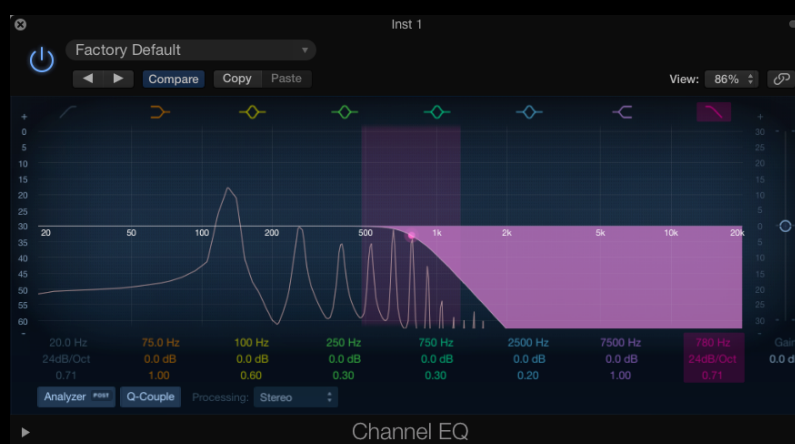 Inst 1
Factory Default
Compare Copy Paste View: 86%
+ +
0 30
5 25
10 20
15 15
20 10
25 5
30 20 50 100 200 500 1k 2k 5k 10k 20k 0
35 5
40 10
45 15
50 20
55 25
60 30
- -
20.0 Hz 75.0 Hz 100 Hz 250 Hz 750 Hz 2500 Hz 7500 Hz 780 Hz Gain
24dB/Oct 0.0 dB 0.0 dB 0.0 dB 0.0 dB 0.0 dB 0.0 dB 24dB/Oct 0.0 d
0.71 1.00 0.60 0.30 0.30 0.20 1.00 0.71
Analyzer POST Q-Couple Processing: Stereo
Channel EQ